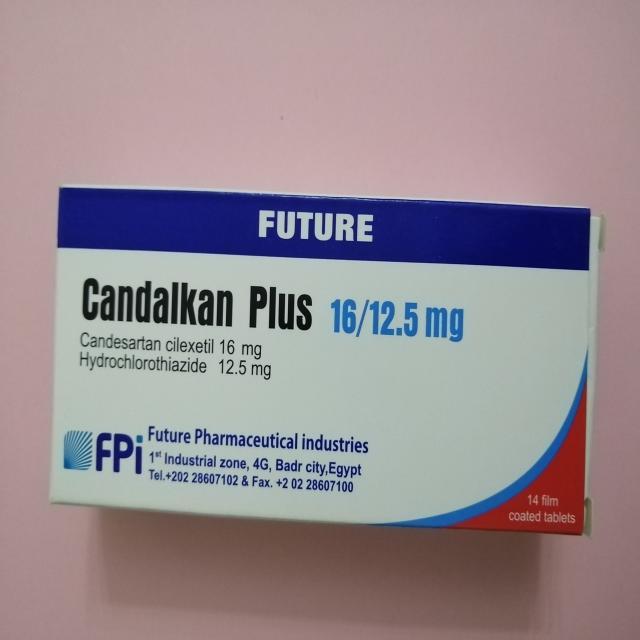 FUTURE
Candalkan Plus 16/12.5 mg
Candesartan cilexetil 16 mg
Hydrochlorothiazide 12.5 mg
FPi
Future Pharmaceutical industries
1st Industrial zone, 4G, Badr city,Egypt
Tel.+202 28607102 & Fax. +2 02 28607100
14 film
coated tablets